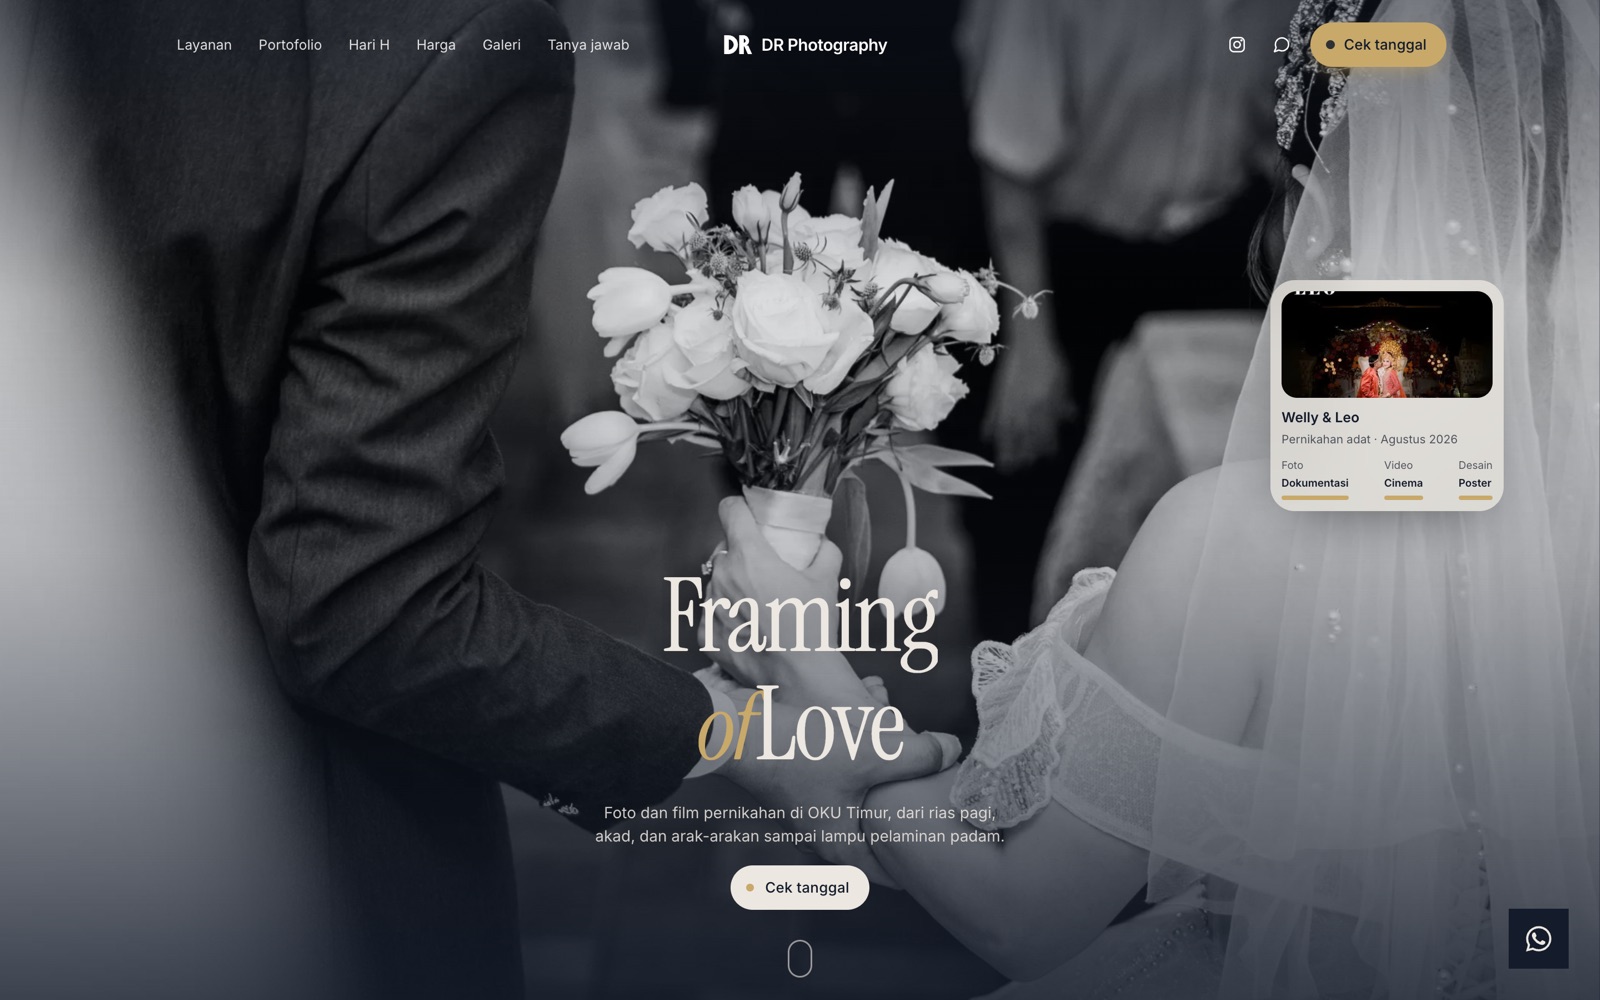 Layanan Portofolio Hari H Harga Galeri Tanya jawab
DR DR Photography
Cek tanggal
LEO
Welly & Leo
Pernikahan adat · Agustus 2026
Foto Video Desain
Dokumentasi Cinema Poster
Framing
of Love
Foto dan film pernikahan di OKU Timur, dari rias pagi,
akad, dan arak-arakan sampai lampu pelaminan padam.
Cek tanggal